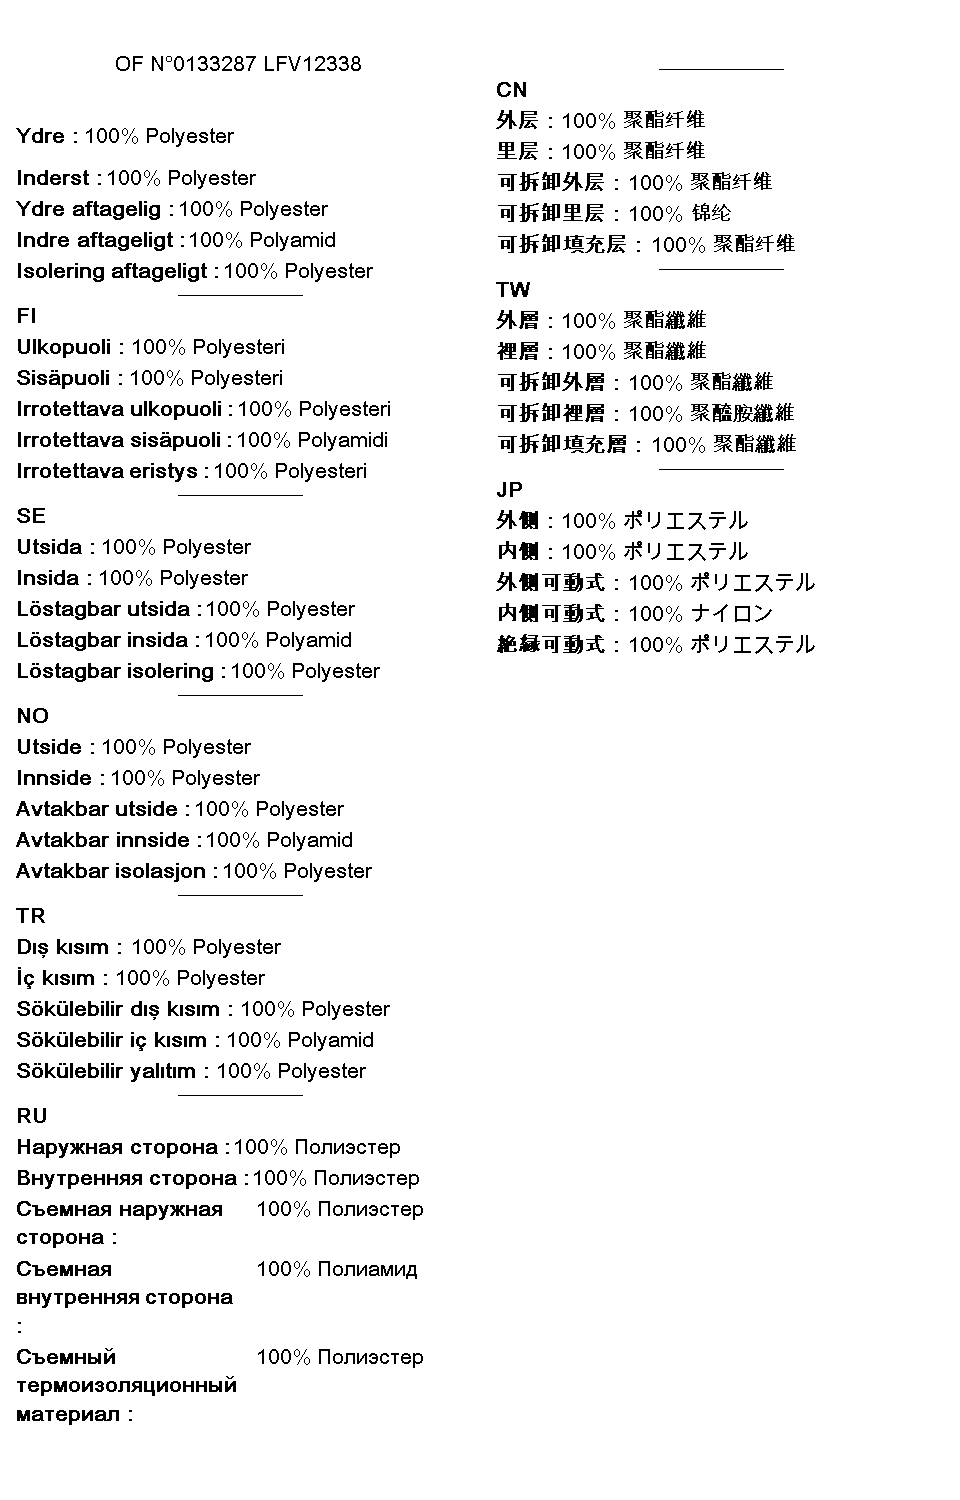 OF N°0133287 LFV12338
Ydre : 100% Polyester
Inderst : 100% Polyester
Ydre aftagelig : 100% Polyester
Indre aftageligt : 100% Polyamid
Isolering aftageligt : 100% Polyester
FI
Ulkopuoli : 100% Polyesteri
Sisäpuoli : 100% Polyesteri
Irrotettava ulkopuoli : 100% Polyesteri
Irrotettava sisäpuoli : 100% Polyamidi
Irrotettava eristys : 100% Polyesteri
SE
Utsida : 100% Polyester
Insida : 100% Polyester
Löstagbar utsida : 100% Polyester
Löstagbar insida : 100% Polyamid
Löstagbar isolering : 100% Polyester
NO
Utside : 100% Polyester
Innside : 100% Polyester
Avtakbar utside : 100% Polyester
Avtakbar innside : 100% Polyamid
Avtakbar isolasjon : 100% Polyester
TR
Dış kısım : 100% Polyester
İç kısım : 100% Polyester
Sökülebilir dış kısım : 100% Polyester
Sökülebilir iç kısım : 100% Polyamid
Sökülebilir yalıtım : 100% Polyester
RU
Наружная сторона : 100% Полиэстер
Внутренняя сторона : 100% Полиэстер
Съемная наружная 100% Полиэстер
сторона :
Съемная 100% Полиамид
внутренняя сторона
:
Съемный 100% Полиэстер
термоизоляционный
материал :
CN
外层 : 100% 聚酯纤维
里层 : 100% 聚酯纤维
可拆卸外层 : 100% 聚酯纤维
可拆卸里层 : 100% 锦纶
可拆卸填充层 : 100% 聚酯纤维
TW
外層 : 100% 聚酯纖維
裡層 : 100% 聚酯纖維
可拆卸外層 : 100% 聚酯纖維
可拆卸裡層 : 100% 聚醯胺纖維
可拆卸填充層 : 100% 聚酯纖維
JP
外側 : 100% ポリエステル
内側 : 100% ポリエステル
外側可動式 : 100% ポリエステル
内側可動式 : 100% ナイロン
絶縁可動式 : 100% ポリエステル